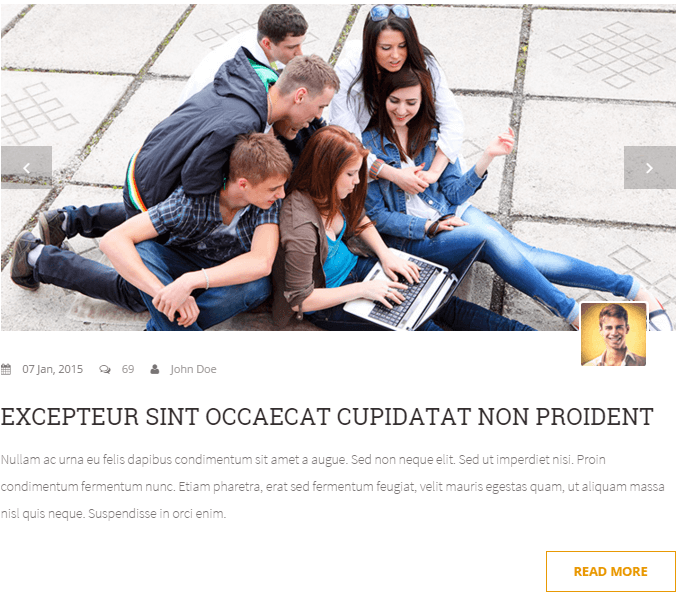 07 Jan, 2015 69 John Doe
EXCEPTEUR SINT OCCAECAT CUPIDATAT NON PROIDENT
Nullam ac urna eu felis dapibus condimentum sit amet a augue. Sed non neque elit. Sed ut imperdiet nisi. Proin
condimentum fermentum nunc. Etiam pharetra, erat sed fermentum feugiat, velit mauris egestas quam, ut aliquam massa
nisl quis neque. Suspendisse in orci enim.
READ MORE